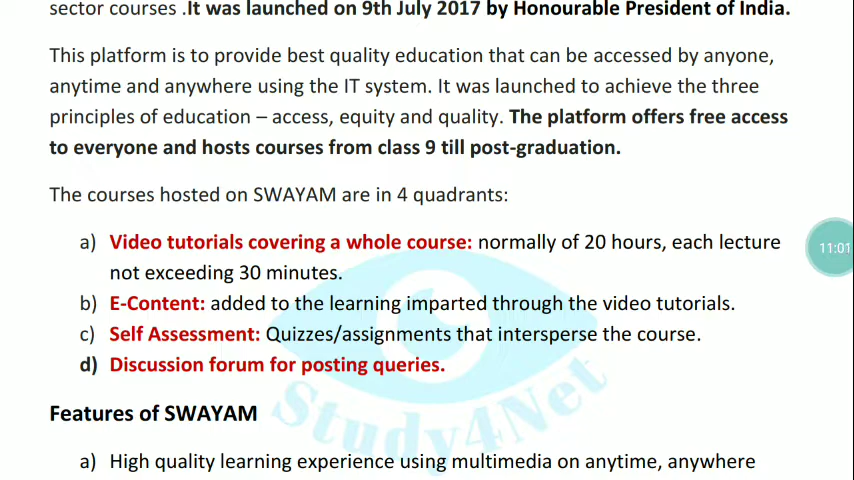 sector courses .It was launched on 9th July 2017 by Honourable President of India.
This platform is to provide best quality education that can be accessed by anyone,
anytime and anywhere using the IT system. It was launched to achieve the three
principles of education – access, equity and quality. The platform offers free access
to everyone and hosts courses from class 9 till post-graduation.
The courses hosted on SWAYAM are in 4 quadrants:
a) Video tutorials covering a whole course: normally of 20 hours, each lecture
not exceeding 30 minutes.
11:01
b) E-Content: added to the learning imparted through the video tutorials.
c) Self Assessment: Quizzes/assignments that intersperse the course.
d) Discussion forum for posting queries.
Study4Net
Features of SWAYAM
a) High quality learning experience using multimedia on anytime, anywhere